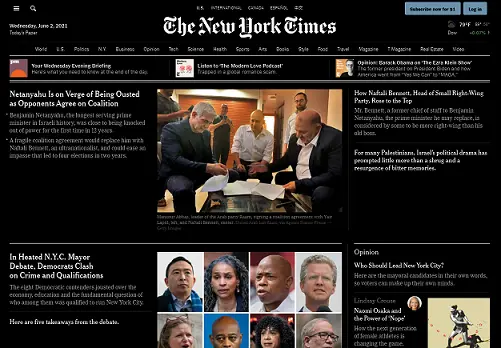 U.S. INTERNATIONAL CANADA ESPAÑOL 中文
Subscribe now for $1
Log in
Wednesday, June 2, 2021
Today's Paper
The New York Times
Dow
World U.S. Politics N.Y. Business Opinion Tech Science Health Sports Arts Books Style Food Travel Magazine T Magazine Real Estate Video
Your Wednesday Evening Briefing
Here's what you need to know at the end of the day.
Listen to 'The Modern Love Podcast'
Trapped in a global romance scam.
Opinion: Barack Obama on 'The Ezra Klein Show'
The former president on President Biden and how
America went from "Yes We Can" to "MAGA."
Netanyahu Is on Verge of Being Ousted
as Opponents Agree on Coalition
Benjamin Netanyahu, the longest serving prime
minister in Israeli history, was close to being knocked
out of power for the first time in 12 years.
A fragile coalition agreement would replace him with
Naftali Bennett, an ultranationalist, and could ease an
impasse that led to four elections in two years.
Mansour Abbas, leader of the Arab party Raam, signing a coalition agreement with Yair
Lapid, left, and Naftali Bennett, center.
How Naftali Bennett, Head of Small Right-Wing
Party, Rose to the Top
Mr. Bennett, a former chief of staff to Benjamin
Netanyahu, the prime minister he may replace, is
considered by some to be more right-wing than his
old boss.
For many Palestinians, Israel's political drama has
prompted little more than a shrug and a
resurgence of bitter memories.
In Heated N.Y.C. Mayor
Debate, Democrats Clash
on Crime and Qualifications
The eight Democratic contenders jousted over the
economy, education and the fundamental question of
who among them was qualified to run New York City.
Here are five takeaways from the debate.
Opinion
Who Should Lead New York City?
Hear the mayoral candidates in their own words,
so voters can make up their own minds.
Lindsay Crouse
Naomi Osaka and
the Power of 'Nope'
How the next generation
of female athletes is
changing the game.